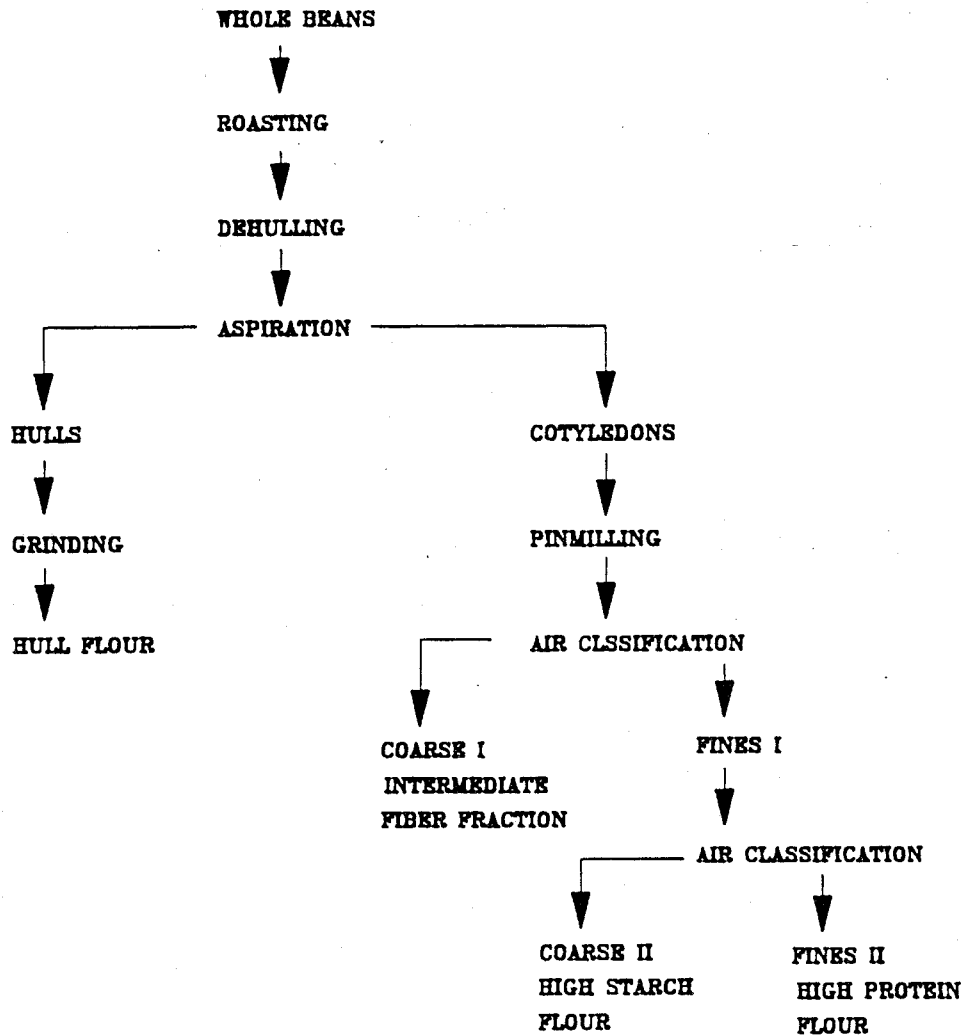 WHOLE BEANS
ROASTING
DEHULLING
ASPIRATION
HULLS
COTYLEDONS
GRINDING
PINMILLING
HULL FLOUR
AIR CLSSIFICATION
COARSE I
INTERMEDIATE
FIBER FRACTION
FINES I
AIR CLASSIFICATION
COARSE II
HIGH STARCH
FLOUR
FINES II
HIGH PROTEIN
FLOUR